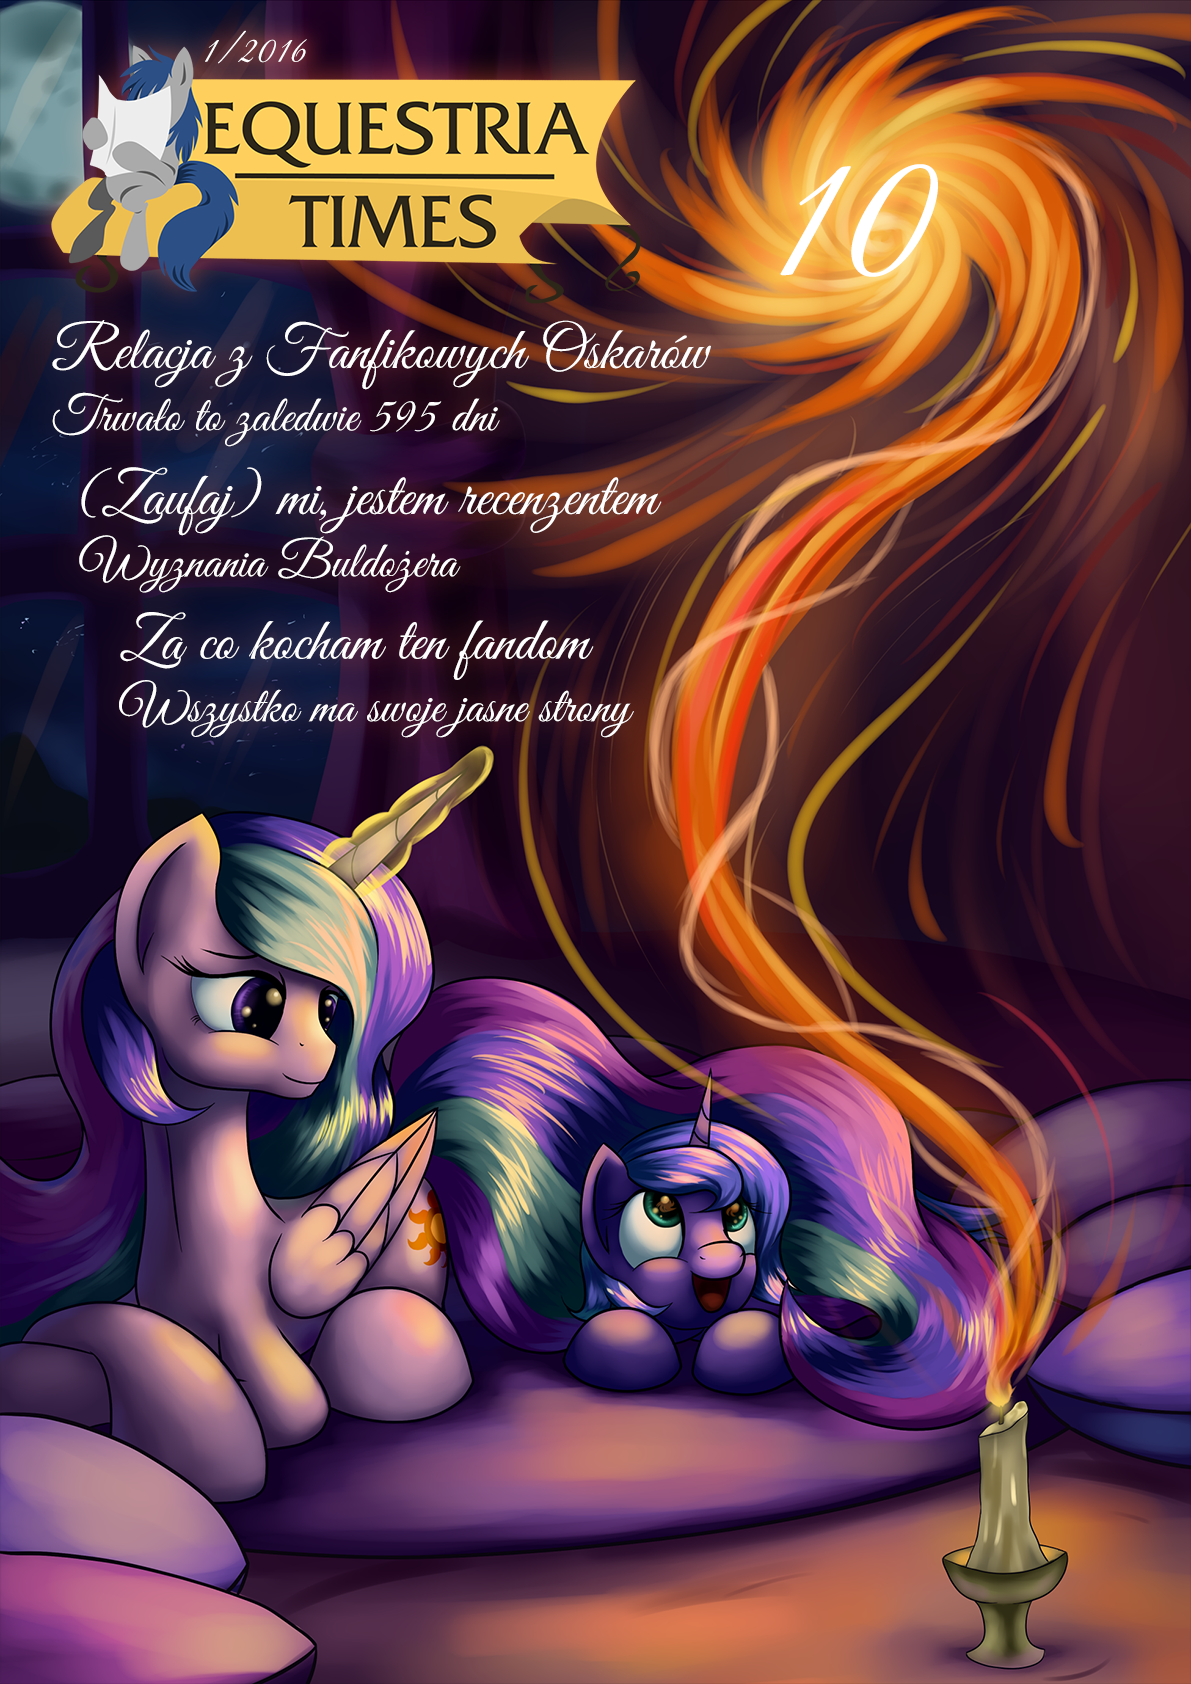 1/2016
EQUESTRIA
TIMES
10
Relacja z Fanfikowych Oskarów
Trwało to zaledwie 595 dni
(Zaufaj) mi, jestem recenzentem
Wyznania Buldożera
Za co kocham ten fandom
Wszystko ma swoje jasne strony